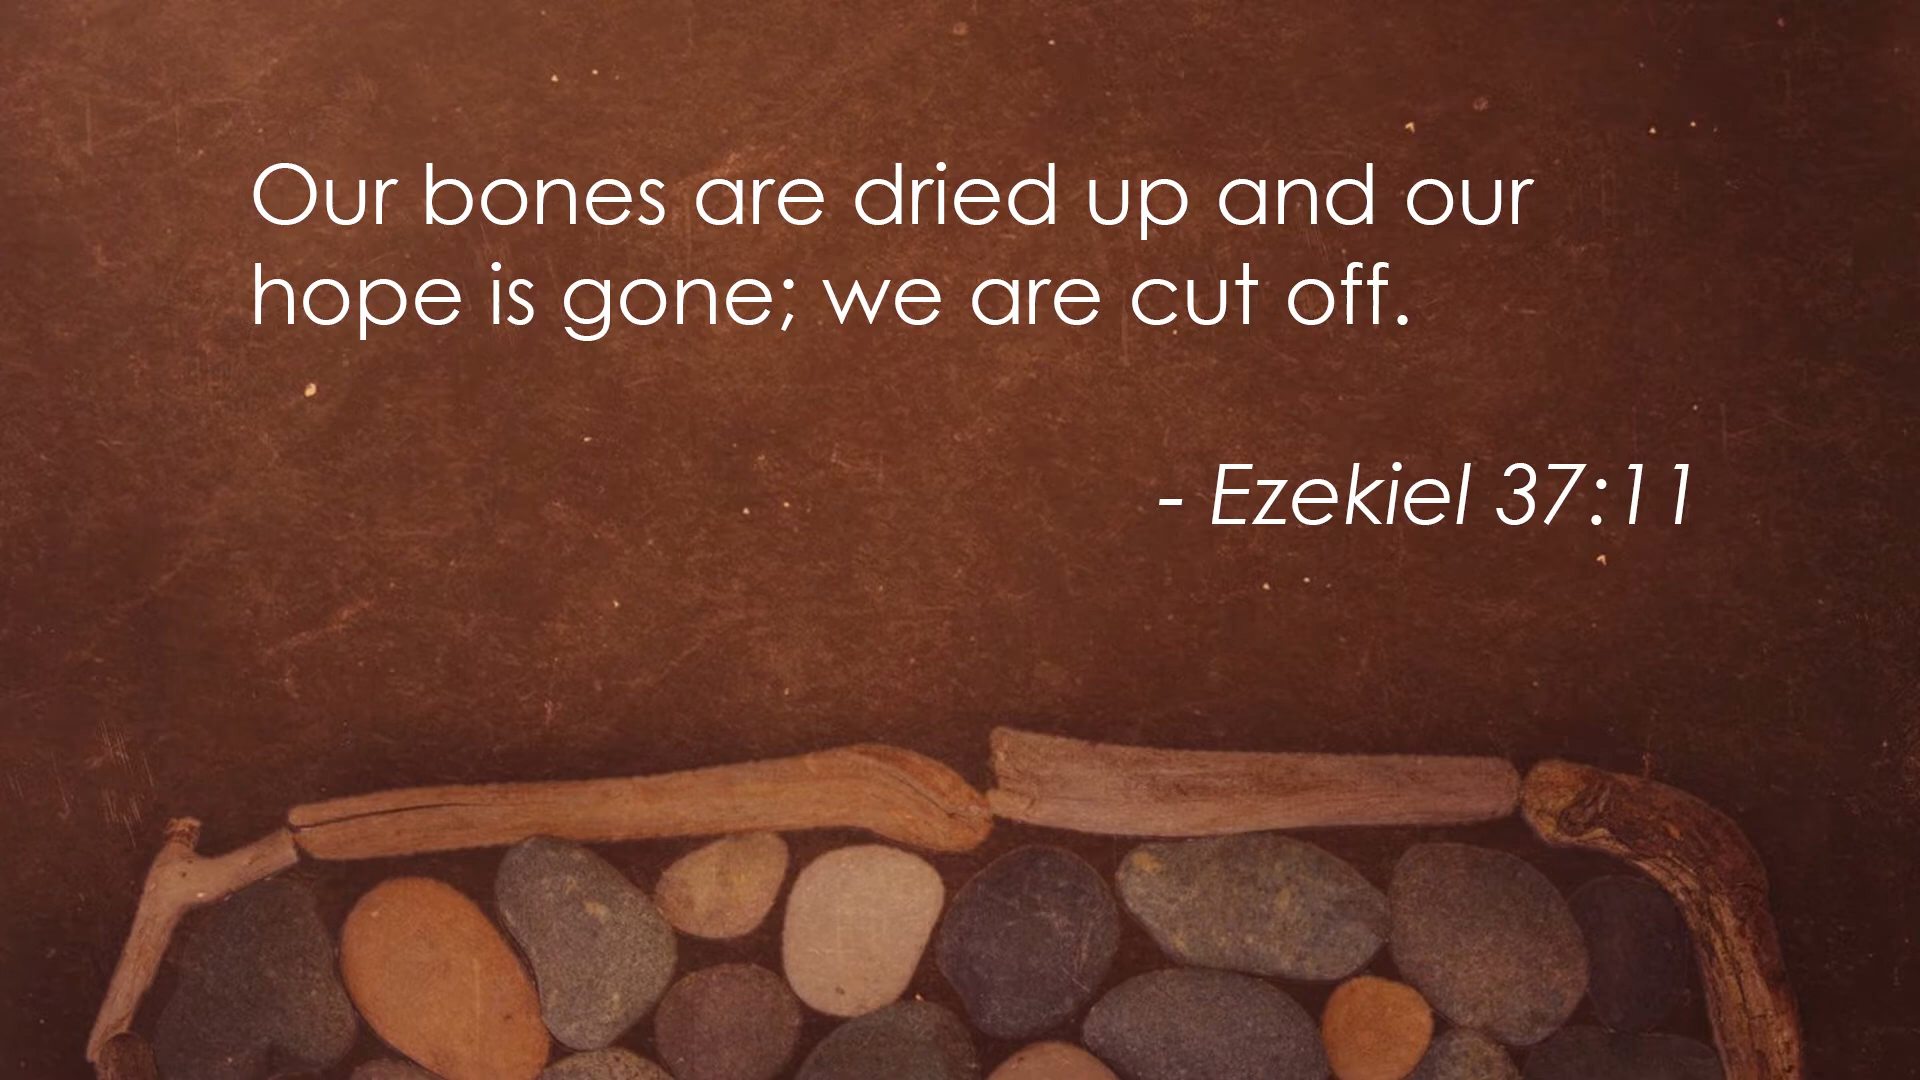 Our bones are dried up and our
hope is gone; we are cut off.
- Ezekiel 37:11